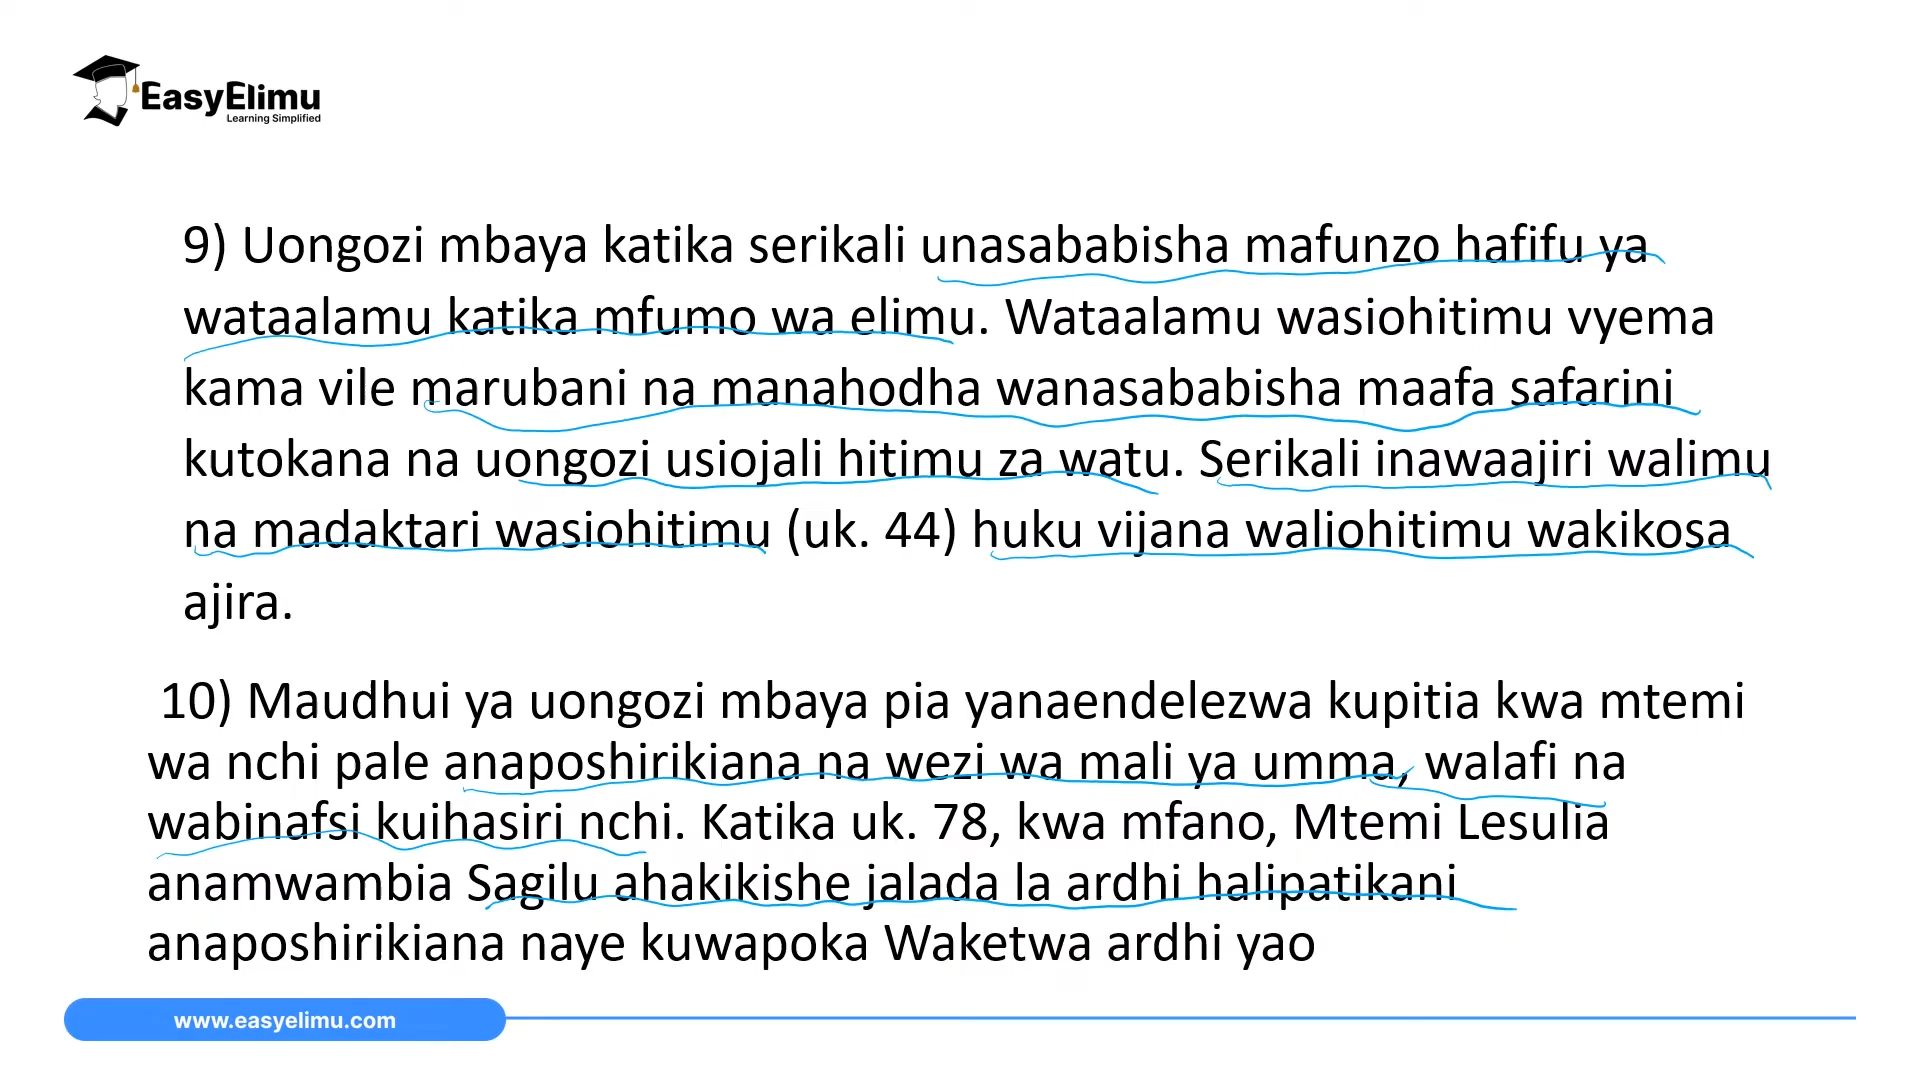 EasyElimu
Learning Simplified
9) Uongozi mbaya katika serikali unasababisha mafunzo hafifu ya
wataalamu katika mfumo wa elimu. Wataalamu wasiohitimu vyema
kama vile marubani na manahodha wanasababisha maafa safarini
kutokana na uongozi usiojali hitimu za watu. Serikali inawaajiri walimu
na madaktari wasiohitimu (uk. 44) huku vijana waliohitimu wakikosa
ajira.
10) Maudhui ya uongozi mbaya pia yanaendelezwa kupitia kwa mtemi
wa nchi pale anaposhirikiana na wezi wa mali ya umma, walafi na
wabinafsi kuihasiri nchi. Katika uk. 78, kwa mfano, Mtemi Lesulia
anamwambia Sagilu ahakikishe jalada la ardhi halipatikani
anaposhirikiana naye kuwapoka Waketwa ardhi yao
www.easyelimu.com